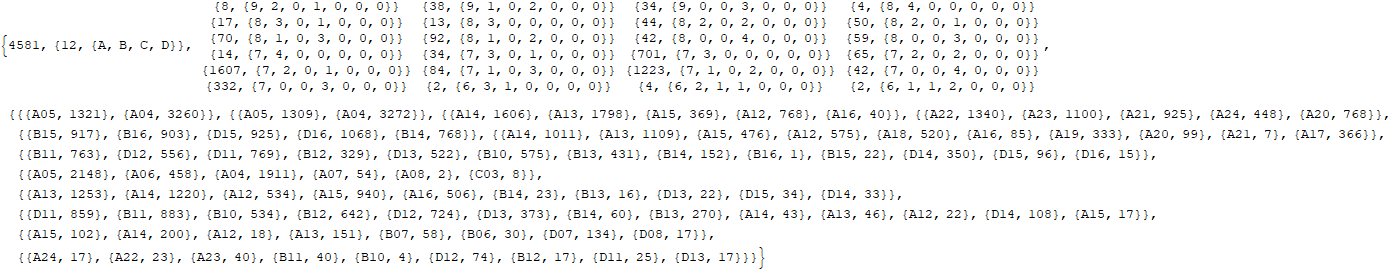 {8, {9, 2, 0, 1, 0, 0, 0}} {38, {9, 1, 0, 2, 0, 0, 0}} {34, {9, 0, 0, 3, 0, 0, 0}} {4, {8, 4, 0, 0, 0, 0, 0}}
{17, {8, 3, 0, 1, 0, 0, 0}} {13, {8, 3, 0, 0, 0, 0, 0}} {44, {8, 2, 0, 2, 0, 0, 0}} {50, {8, 2, 0, 1, 0, 0, 0}}
{4581, {12, {A, B, C, D}}, {70, {8, 1, 0, 3, 0, 0, 0}} {92, {8, 1, 0, 2, 0, 0, 0}} {42, {8, 0, 0, 4, 0, 0, 0}} {59, {8, 0, 0, 3, 0, 0, 0}} ,
{14, {7, 4, 0, 0, 0, 0, 0}} {34, {7, 3, 0, 1, 0, 0, 0}} {701, {7, 3, 0, 0, 0, 0, 0}} {65, {7, 2, 0, 2, 0, 0, 0}}
{1607, {7, 2, 0, 1, 0, 0, 0}} {84, {7, 1, 0, 3, 0, 0, 0}} {1223, {7, 1, 0, 2, 0, 0, 0}} {42, {7, 0, 0, 4, 0, 0, 0}}
{332, {7, 0, 0, 3, 0, 0, 0}} {2, {6, 3, 1, 0, 0, 0, 0}} {4, {6, 2, 1, 1, 0, 0, 0}} {2, {6, 1, 1, 2, 0, 0, 0}}
{{{A05, 1321}, {A04, 3260}}, {{A05, 1309}, {A04, 3272}}, {{A14, 1606}, {A13, 1798}, {A15, 369}, {A12, 768}, {A16, 40}}, {{A22, 1340}, {A23, 1100}, {A21, 925}, {A24, 448}, {A20, 768}},
{{B15, 917}, {B16, 903}, {D15, 925}, {D16, 1068}, {B14, 768}}, {{A14, 1011}, {A13, 1109}, {A15, 476}, {A12, 575}, {A18, 520}, {A16, 85}, {A19, 333}, {A20, 99}, {A21, 7}, {A17, 366}},
{{B11, 763}, {D12, 556}, {D11, 769}, {B12, 329}, {D13, 522}, {B10, 575}, {B13, 431}, {B14, 152}, {B16, 1}, {B15, 22}, {D14, 350}, {D15, 96}, {D16, 15}},
{{A05, 2148}, {A06, 458}, {A04, 1911}, {A07, 54}, {A08, 2}, {C03, 8}},
{{A13, 1253}, {A14, 1220}, {A12, 534}, {A15, 940}, {A16, 506}, {B14, 23}, {B13, 16}, {D13, 22}, {D15, 34}, {D14, 33}},
{{D11, 859}, {B11, 883}, {B10, 534}, {B12, 642}, {D12, 724}, {D13, 373}, {B14, 60}, {B13, 270}, {A14, 43}, {A13, 46}, {A12, 22}, {D14, 108}, {A15, 17}},
{{A15, 102}, {A14, 200}, {A12, 18}, {A13, 151}, {B07, 58}, {B06, 30}, {D07, 134}, {D08, 17}},
{{A24, 17}, {A22, 23}, {A23, 40}, {B11, 40}, {B10, 4}, {D12, 74}, {B12, 17}, {D11, 25}, {D13, 17}}}}